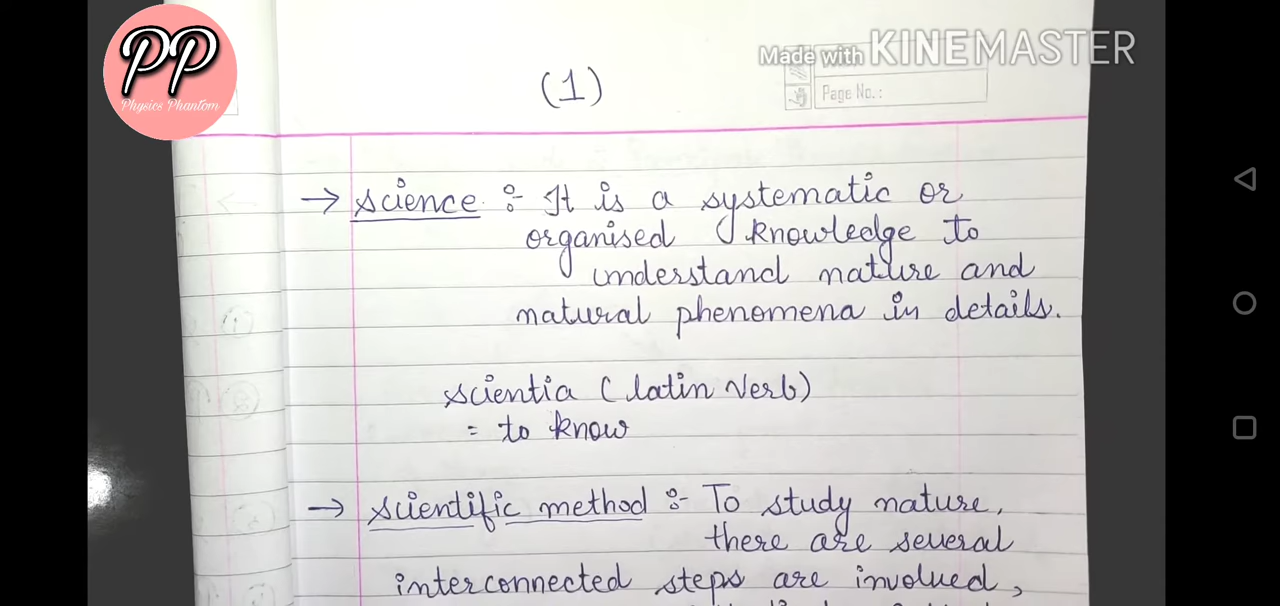 PP
Physics Phantom
Made with KINEMASTER
(1)
Page No.:
→ science :- It is a systematic or
organised knowledge to
understand nature and
natural phenomena in details.
scientia (latin verb)
= to know
→ scientific method :- To study nature,
there are several
interconnected steps are involved,